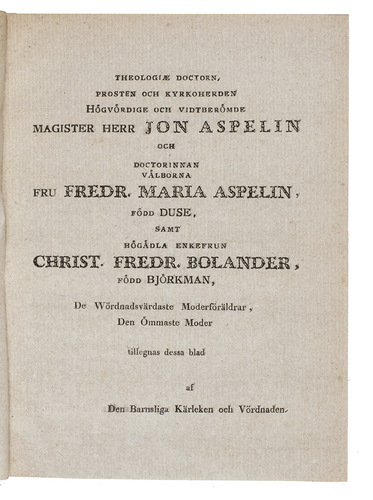 THEOLOGIÆ DOCTORN,
PROSTEN OCH KYRKOHERDEN
HÖGVÖRDIGE OCH VIDTBERÖMDE
MAGISTER HERR JON ASPELIN
OCH
DOCTORINNAN
VÄLBORNA
FRU FREDR. MARIA ASPELIN,
FÖDD DUSE,
SAMT
HÖGÄDLA ENKEFRUN
CHRIST. FREDR. BOLANDER,
FÖDD BJÖRKMAN,
De Wördnadsvärdaste Moderföräldrar,
Den Ömmaste Moder
tillegnas dessa blad
af
Den Barnsliga Kärleken och Vördnaden.